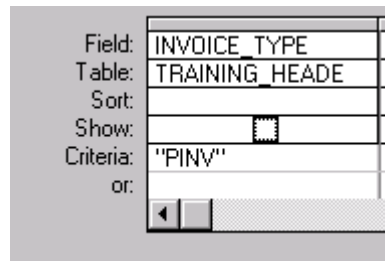 Field: INVOICE_TYPE
Table: TRAINING_HEADE
Sort:
Show:
Criteria: "PINV"
or: